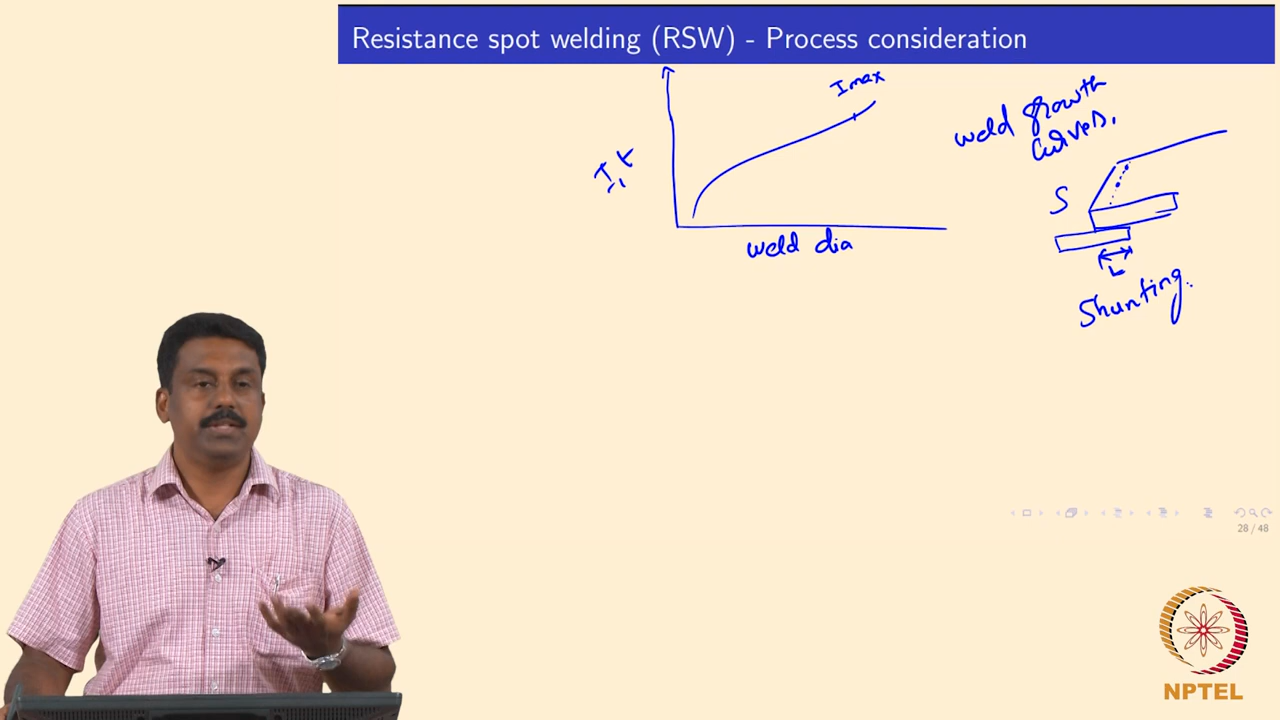 Resistance spot welding (RSW) - Process consideration
Imax
weld growth
curves.
I, t
S
weld dia
L
Shunting.
28 / 48
NPTEL